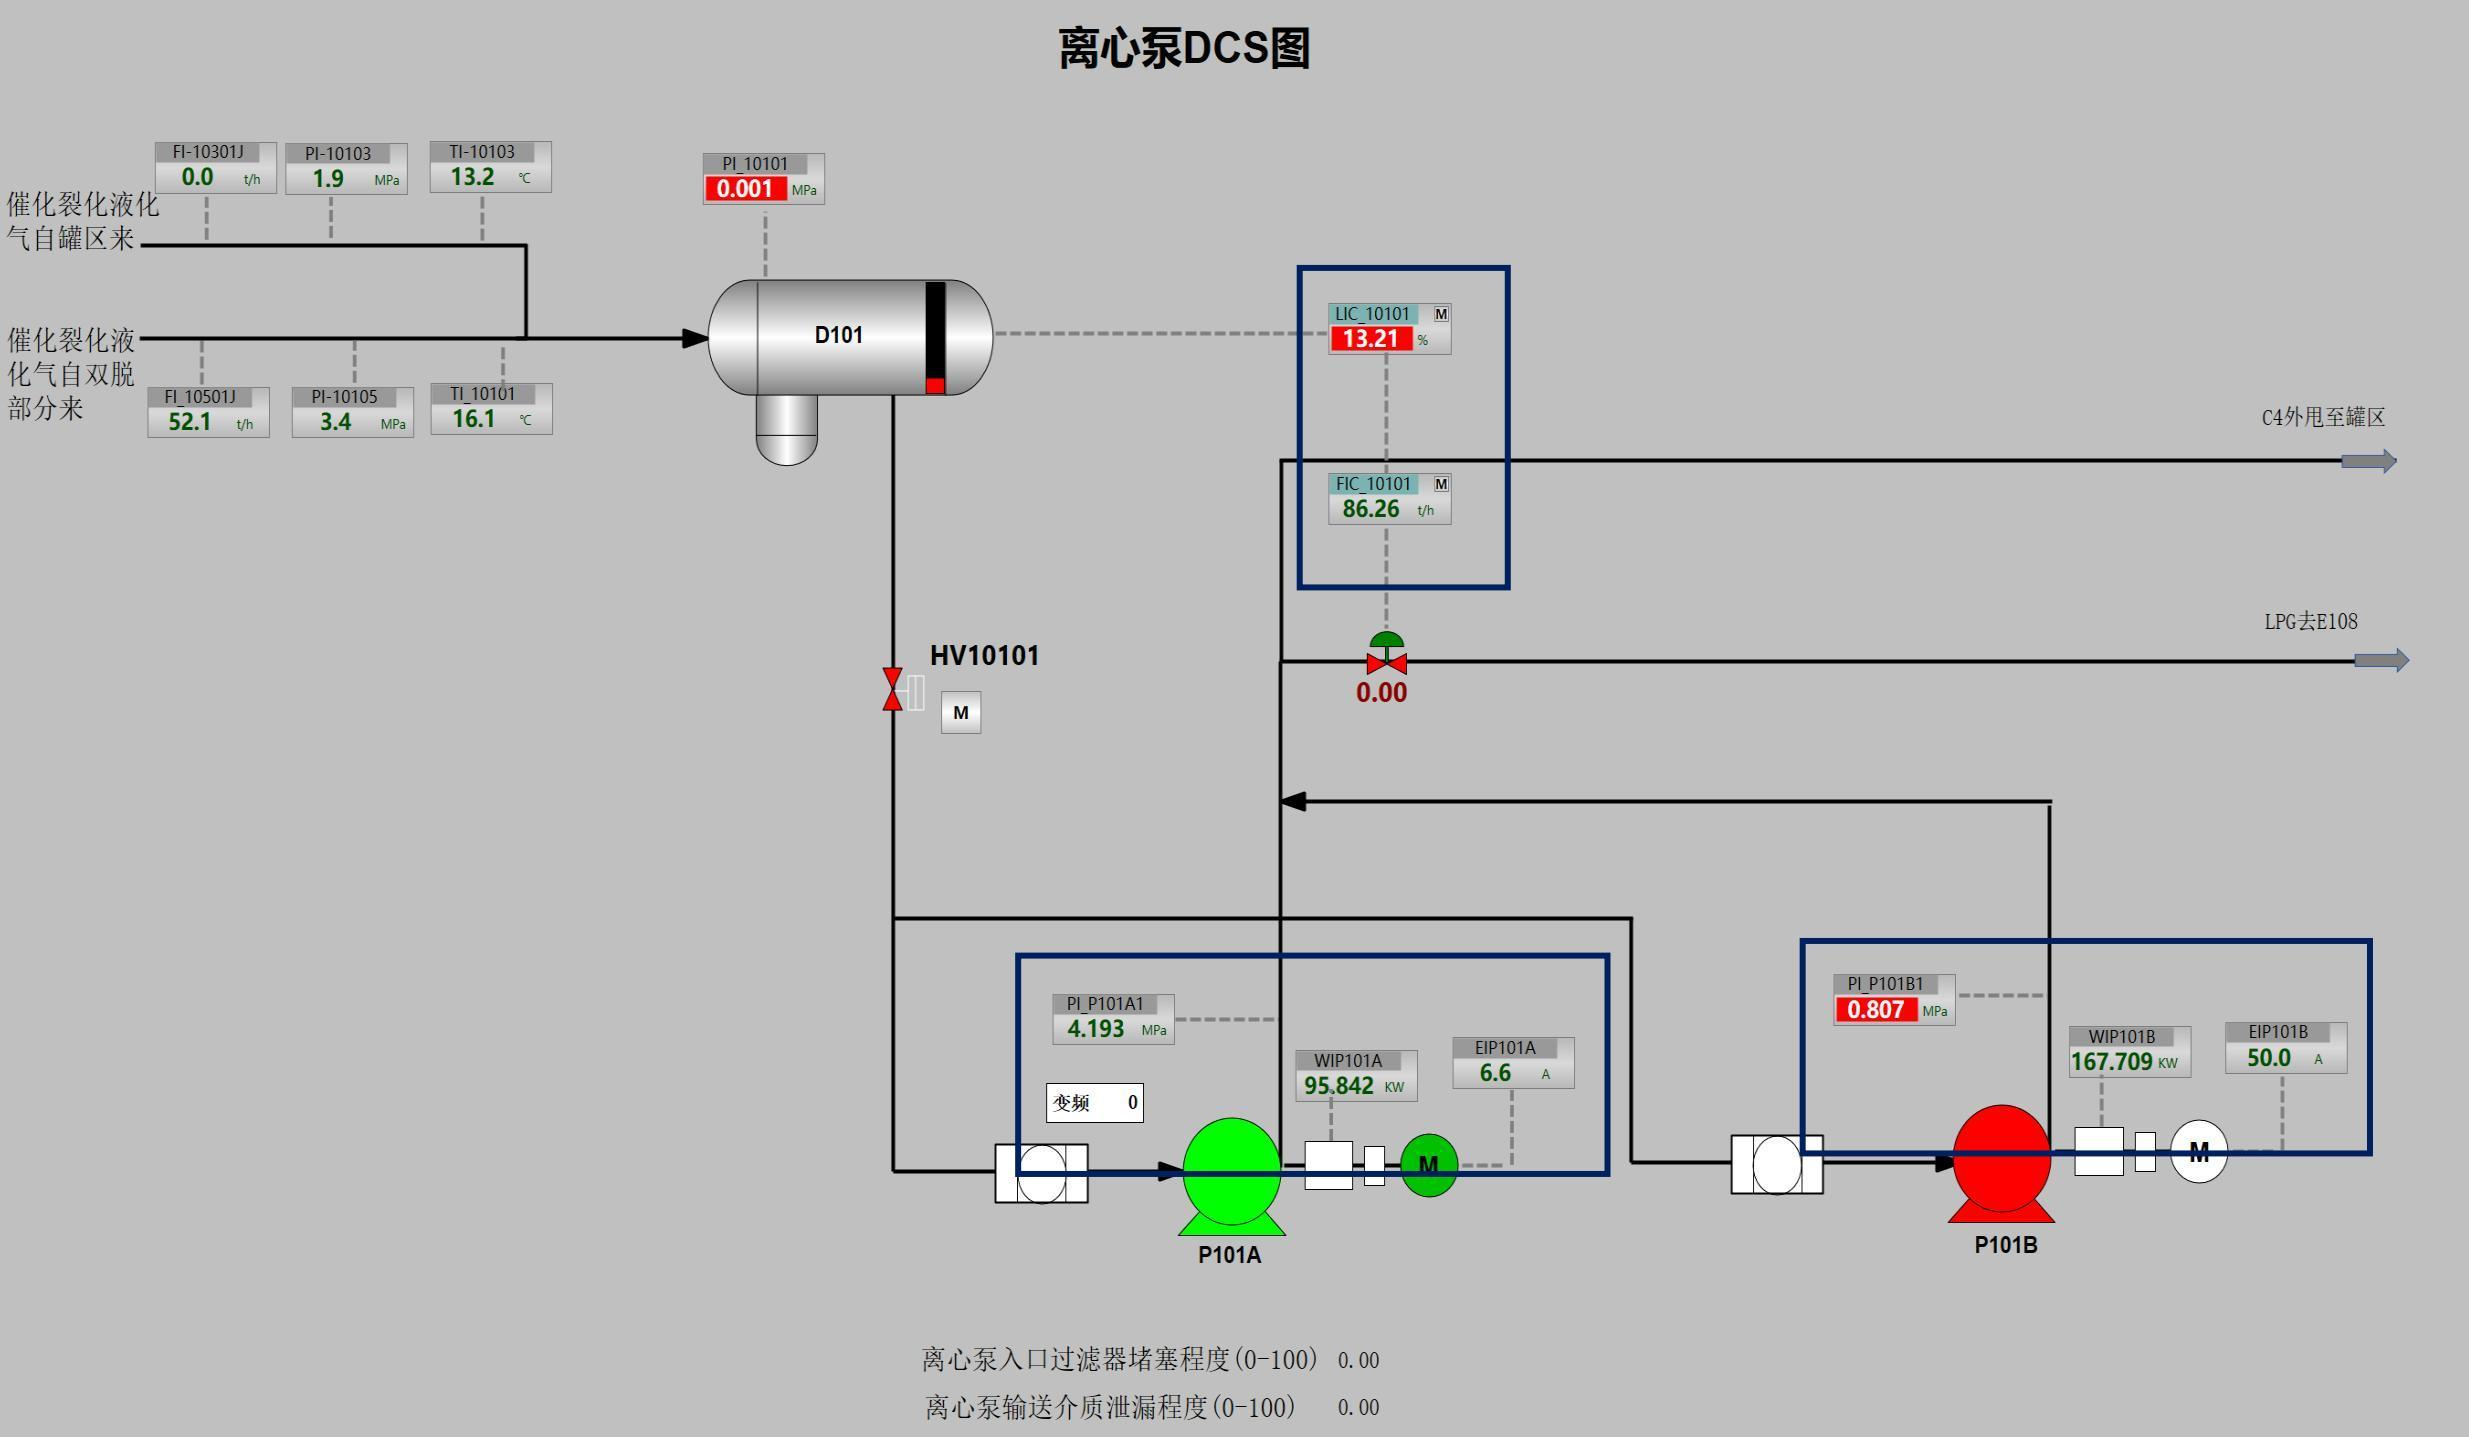 离心泵DCS图
FI-10301J
0.0 t/h
PI-10103
1.9 MPa
TI-10103
13.2 ℃
PI_10101
0.001 MPa
催化裂化液化
气自罐区来
LIC_10101 M
13.21 %
催化裂化液
化气自双脱
部分来
D101
FI_10501J
52.1 t/h
PI-10105
3.4 MPa
TI_10101
16.1 ℃
C4外甩至罐区
FIC_10101 M
86.26 t/h
LPG去E108
HV10101
M
0.00
PI_P101A1
4.193 MPa
WIP101A
95.842 KW
EIP101A
6.6 A
变频 0
M
P101A
PI_P101B1
0.807 MPa
WIP101B
167.709 KW
EIP101B
50.0 A
M
P101B
离心泵入口过滤器堵塞程度(0-100) 0.00
离心泵输送介质泄漏程度(0-100) 0.00